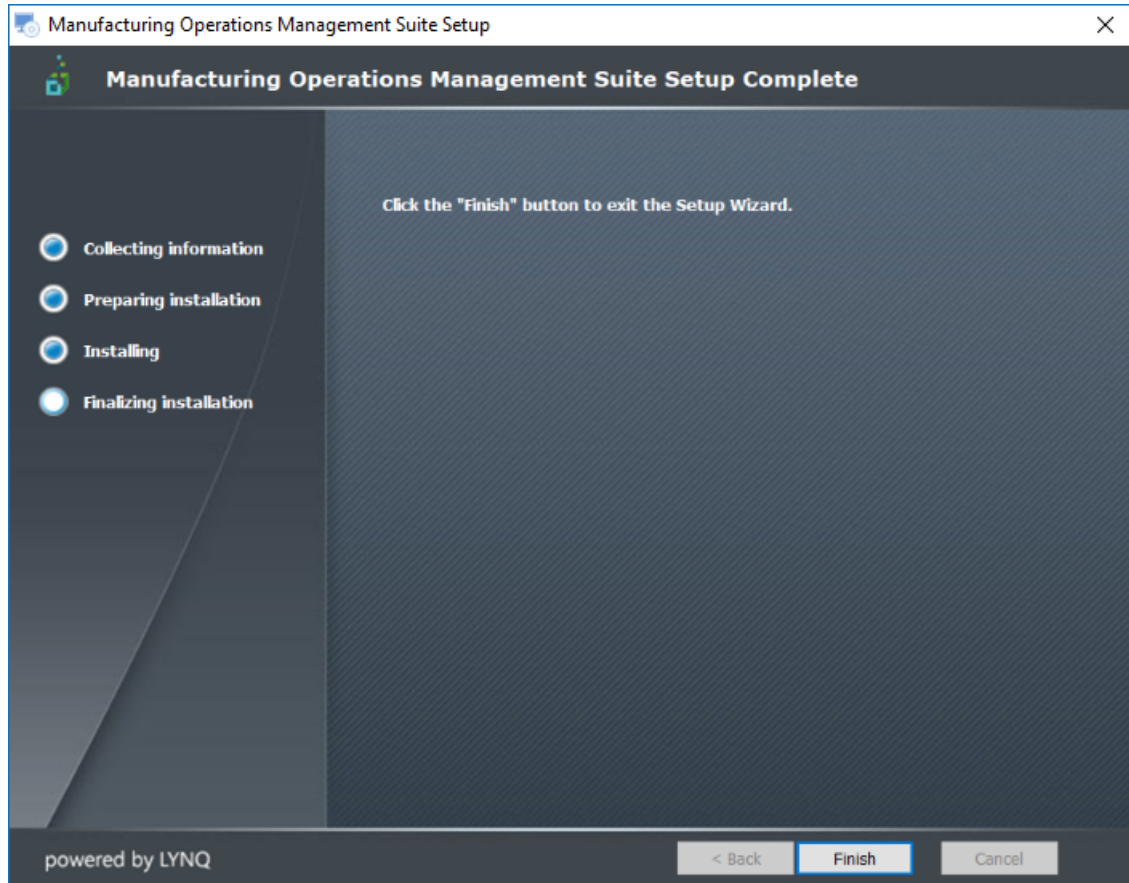 Manufacturing Operations Management Suite Setup
Manufacturing Operations Management Suite Setup Complete
Click the "Finish" button to exit the Setup Wizard.
Collecting information
Preparing installation
Installing
Finalizing installation
powered by LYNQ
< Back
Finish
Cancel